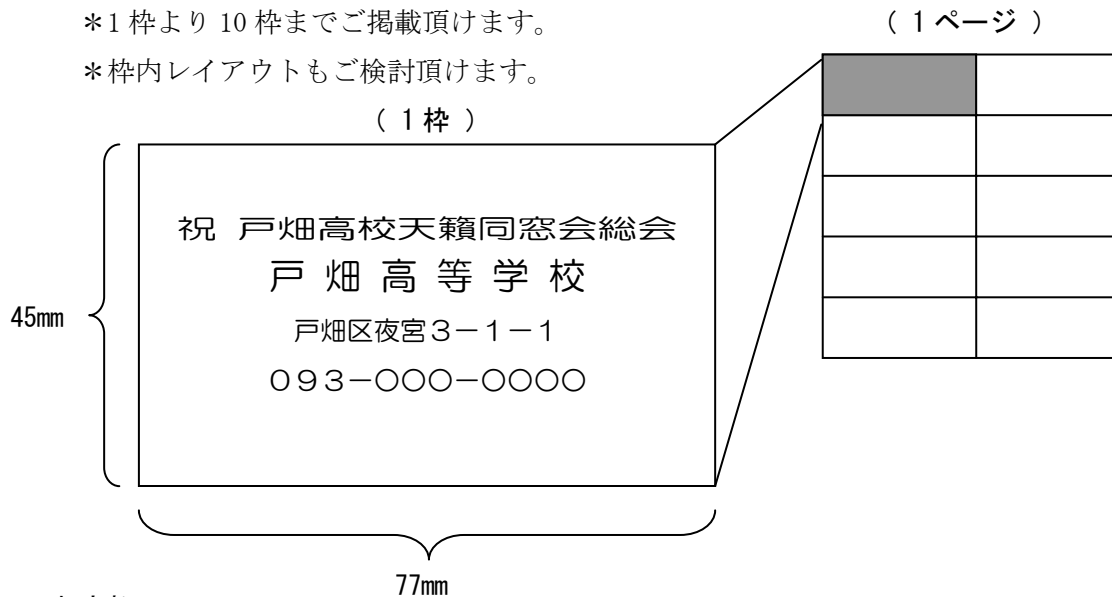 ＊1 枠より 10 枠までご掲載頂けます。
＊枠内レイアウトもご検討頂けます。
（ 1 ページ ）
（ 1 枠 ）
祝 戸畑高校天籟同窓会総会
戸 畑 高 等 学 校
戸畑区夜宮３－１－１
０９３－○○○－○○○○
45mm
77mm